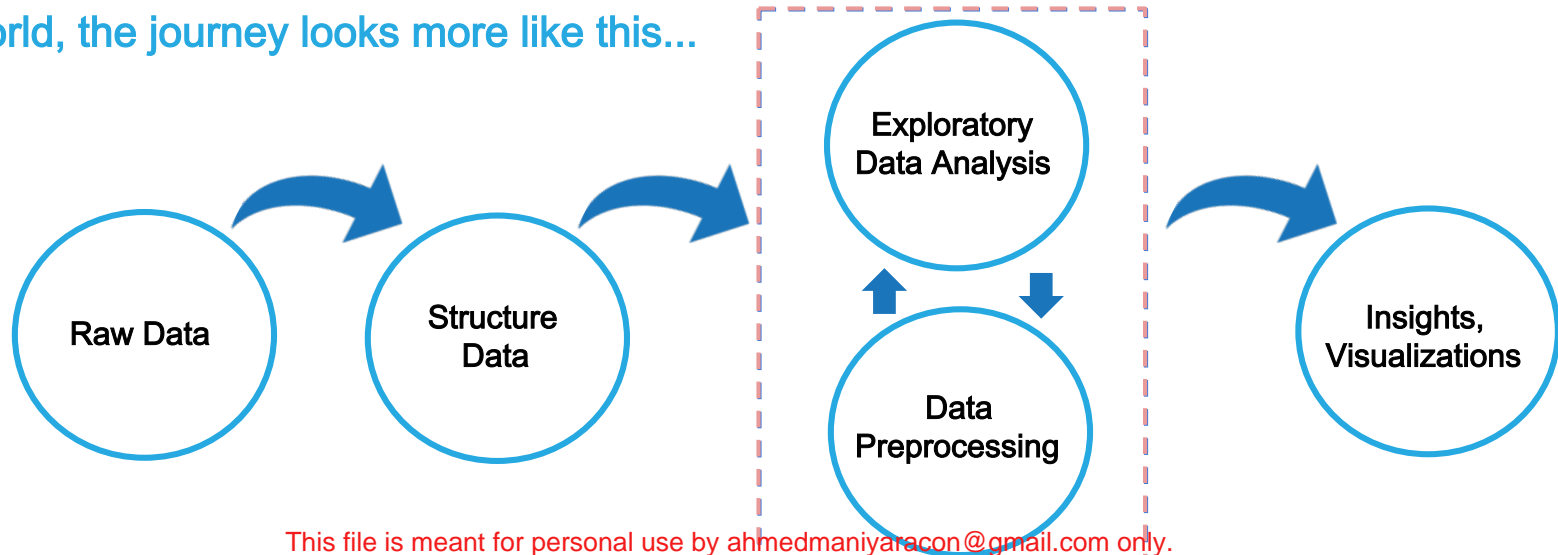 the journey looks more like this...
Exploratory
Data Analysis
Raw Data
Structure
Data
Insights,
Visualizations
Data
Preprocessing
This file is meant for personal use by ahmedmaniyaracon@gmail.com only.